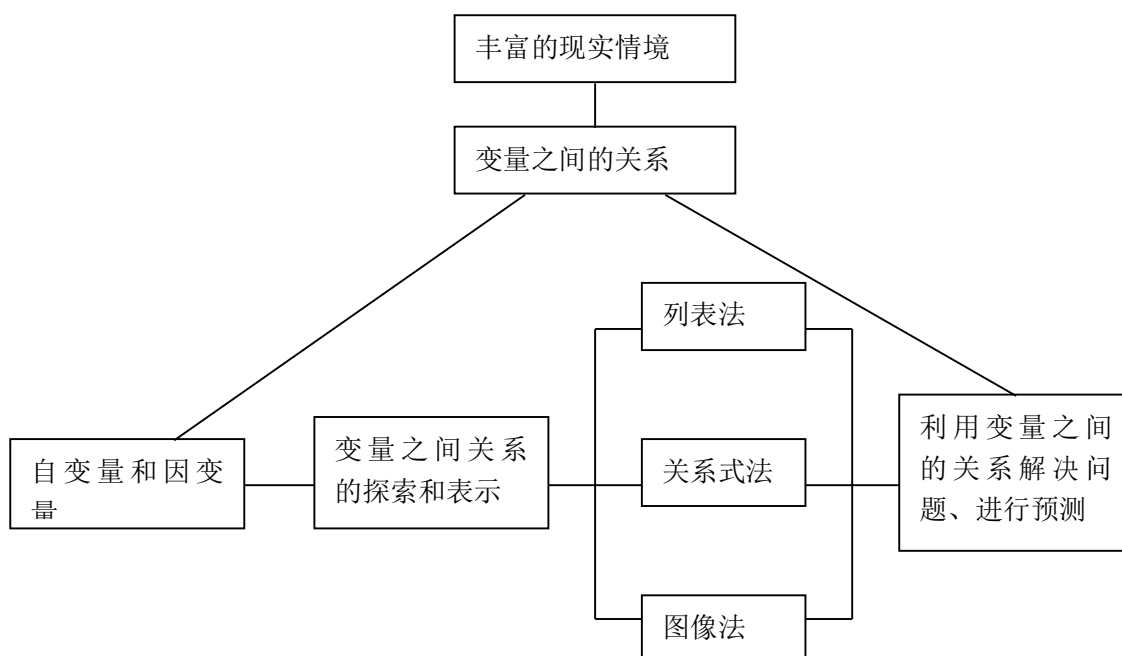 丰富的现实情境
变量之间的关系
列表法
自变量和因变
量
变量之间关系
的探索和表示
关系式法
利用变量之间
的关系解决问
题、进行预测
图像法